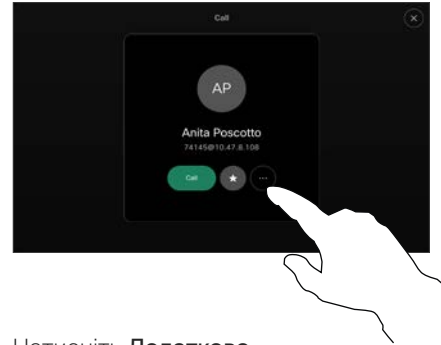 Call
AP
Anita Poscotto
74145@10.47.8.108
Call
Натисніть Додатково